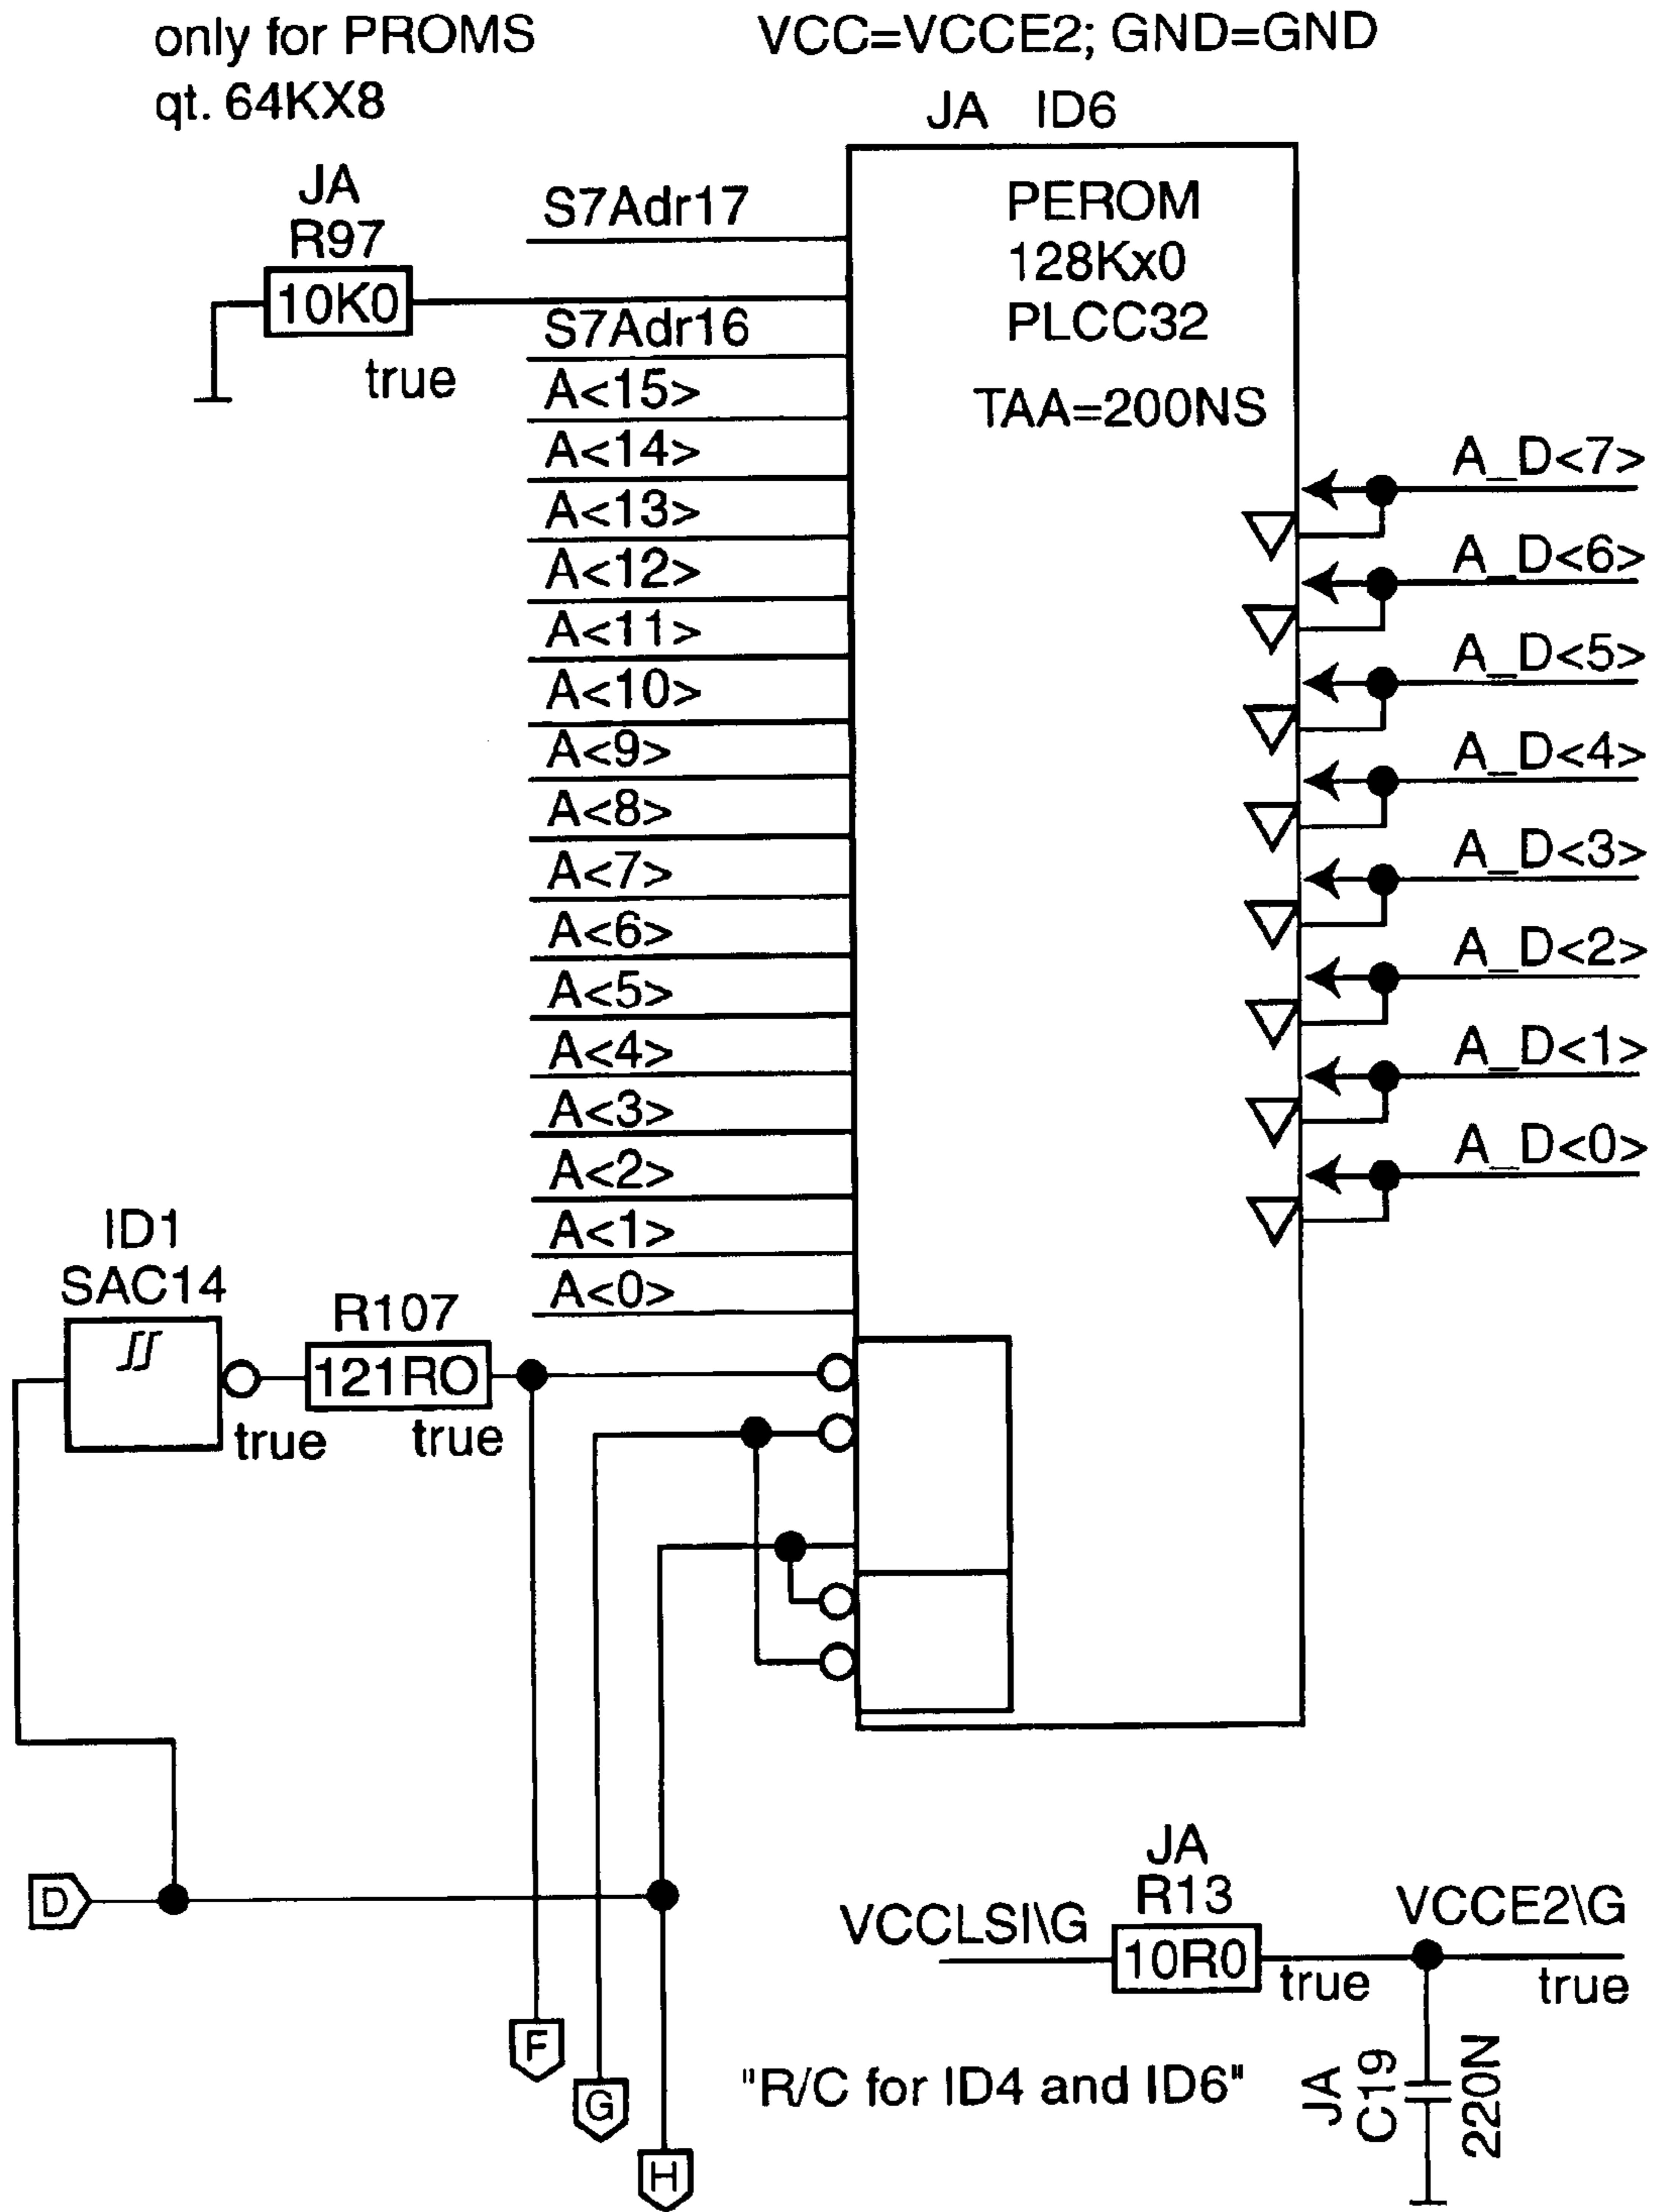 only for PROMS
qt. 64KX8
VCC=VCCE2; GND=GND
JA ID6
JA
R97
10K0
true
S7Adr17
S7Adr16
A<15>
A<14>
A<13>
A<12>
A<11>
A<10>
A<9>
A<8>
A<7>
A<6>
A<5>
A<4>
A<3>
A<2>
A<1>
A<0>
PEROM
128Kx0
PLCC32
TAA=200NS
A_D<7>
A_D<6>
A_D<5>
A_D<4>
A_D<3>
A_D<2>
A_D<1>
A_D<0>
ID1
SAC14
true
R107
121RO
true
D
F
G
H
VCCLSI\G
JA
R13
10R0
true
VCCE2\G
true
"R/C for ID4 and ID6"
JA
C19
220N